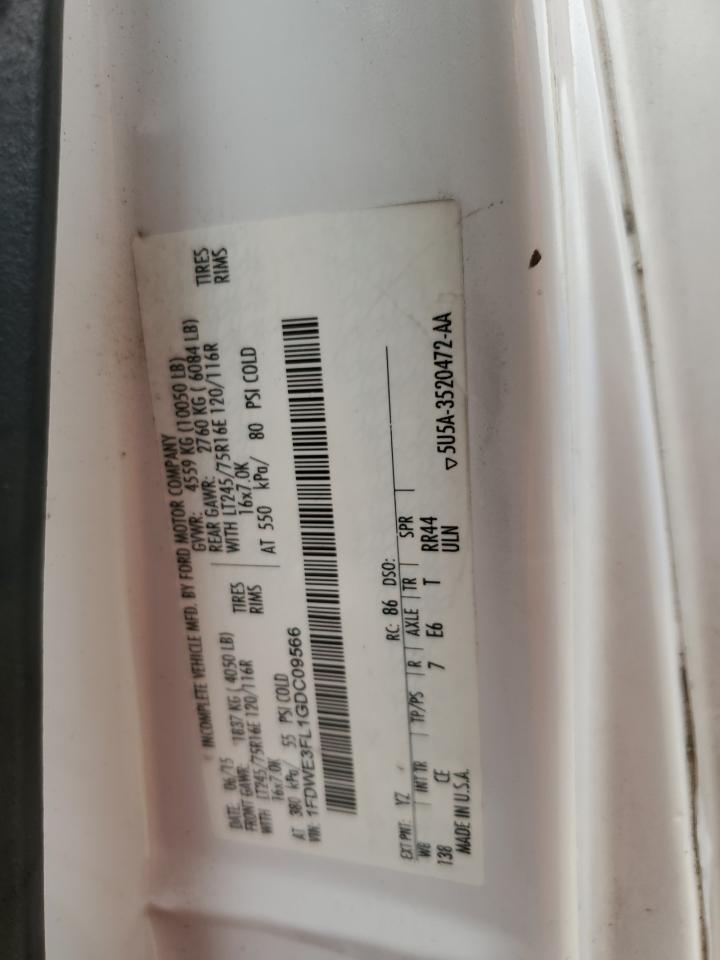 INCOMPLETE VEHICLE MFD. BY FORD MOTOR COMPANY
DATE: 06/15 GVWR: 4559 KG (10050 LB)
FRONT GAWR: 1837 KG ( 4050 LB) REAR GAWR: 2760 KG ( 6084 LB)
WITH LT245/75R16E 120/116R TIRES WITH LT245/75R16E 120/116R TIRES
16x7.0K RIMS 16x7.0K RIMS
AT 380 kPa/ 55 PSI COLD AT 550 kPa/ 80 PSI COLD
VIN: 1FDWE3FL1GDC09566
EXT PNT: YZ RC: 86 DSO:
WB INT TR TP/PS R AXLE TR SPR
138 CE 7 E6 T RR44
MADE IN U.S.A. ULN
▽5U5A-3520472-AA